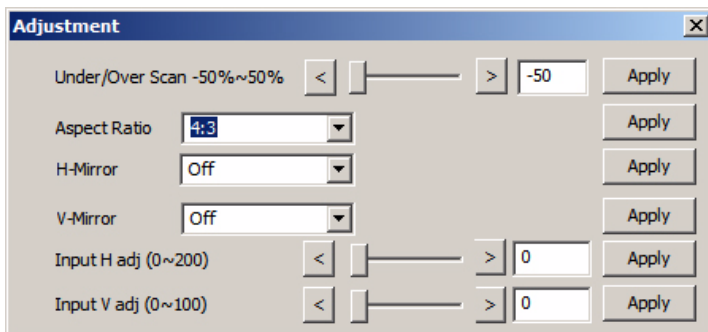 Adjustment
Under/Over Scan -50%~50% < > -50 Apply
Aspect Ratio 4:3 Apply
H-Mirror Off Apply
V-Mirror Off Apply
Input H adj (0~200) < > 0 Apply
Input V adj (0~100) < > 0 Apply